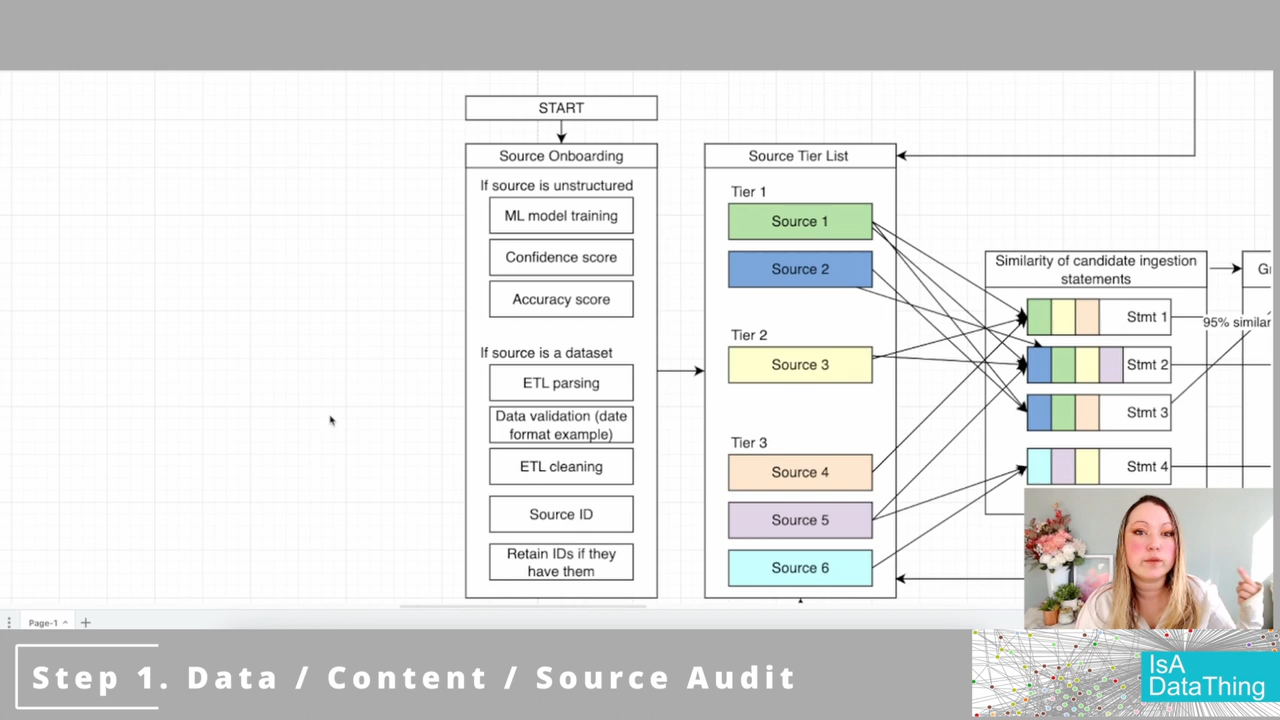 START
Source Onboarding
If source is unstructured
ML model training
Confidence score
Accuracy score
If source is a dataset
ETL parsing
Data validation (date
format example)
ETL cleaning
Source ID
Retain IDs if they
have them
Source Tier List
Tier 1
Source 1
Source 2
Tier 2
Source 3
Tier 3
Source 4
Source 5
Source 6
Similarity of candidate ingestion
statements
Stmt 1
Stmt 2
Stmt 3
Stmt 4
95% similar
Page-1
Step 1. Data / Content / Source Audit
IsA
DataThing